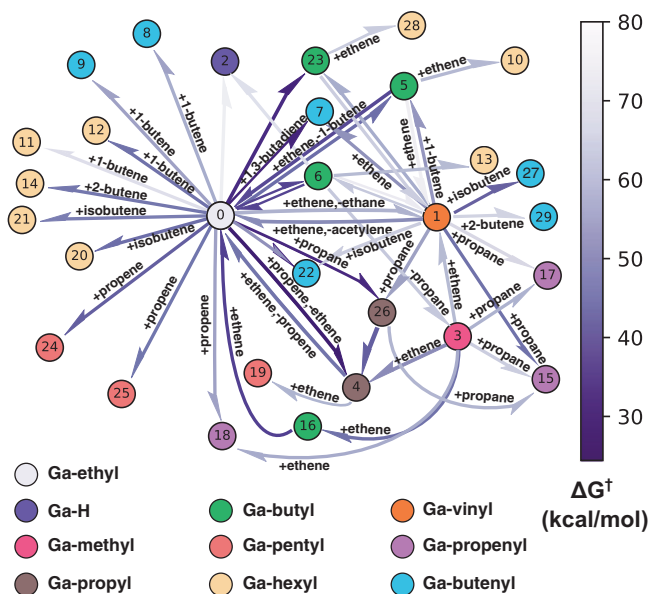 28
8
80
2
23
+ethene
10
9
5
+ethene
7
70
+1-butene
+1-butene
+1,3-butadiene
+ethene,-1-butene
+ethene
+1-butene
12
11
13
+1-butene
+1-butene
+ethene
27
60
6
+isobutene
14
+2-butene
+ethene,-ethane
21
+isobutene
0
1
+2-butene
29
+ethene,-acetylene
+isobutene
+propane
+isobutene
+propane
20
50
22
17
+propene
+propene,-ethene
+ethene,-propene
+propane
-propane
+ethene
+propene
+propene
+ethene
26
+propane
40
3
24
+ethene
+propane
+propane
19
4
15
25
+ethene
+propane
30
16
18
+ethene
+ethene
Ga-ethyl
ΔG†
(kcal/mol)
Ga-H
Ga-butyl
Ga-vinyl
Ga-methyl
Ga-pentyl
Ga-propenyl
Ga-propyl
Ga-hexyl
Ga-butenyl